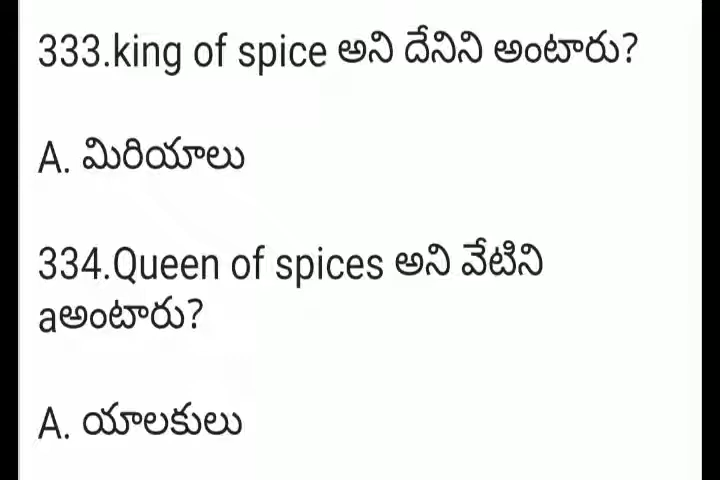 333.king of spice అని దేనిని అంటారు?
A. మిరియాలు
334.Queen of spices అని వేటిని
aఅంటారు?
A. యాలకులు